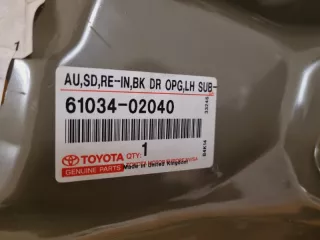 AU,SD,RE-IN,BK DR OPG,LH SUB-
61034-02040
TOYOTA QTY: 1
GENUINE PARTS Made in United Kingdom